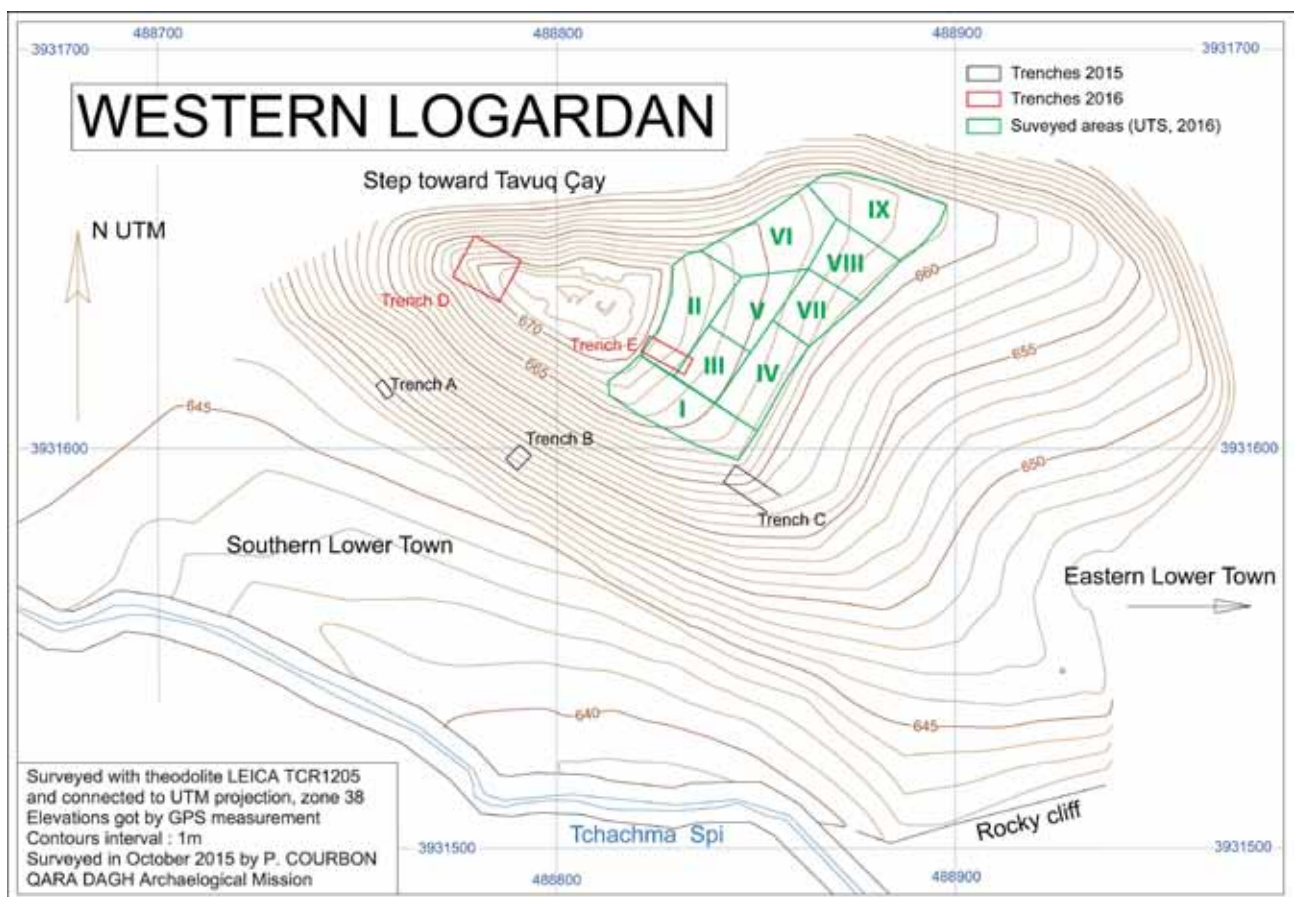 488700
488800
488900
3931700
3931700
WESTERN LOGARDAN
Trenches 2015
Trenches 2016
Suveyed areas (UTS, 2016)
Step toward Tavuq Çay
N UTM
IX
VI
VIII
II
V
VII
III
IV
I
Trench D
Trench E
670
665
660
655
650
645
Trench A
Trench B
Trench C
3931600
3931600
Southern Lower Town
Eastern Lower Town
640
645
Surveyed with theodolite LEICA TCR1205
and connected to UTM projection, zone 38
Elevations got by GPS measurement
Contours interval : 1m
Surveyed in October 2015 by P. COURBON
QARA DAGH Archaelogical Mission
Tchachma Spi
Rocky cliff
3931500
3931500
488800
488900